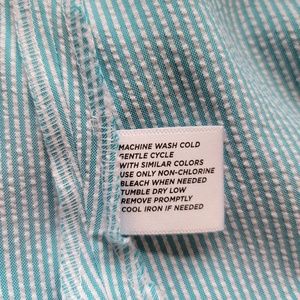 MACHINE WASH COLD
GENTLE CYCLE
WITH SIMILAR COLORS
USE ONLY NON-CHLORINE
BLEACH WHEN NEEDED
TUMBLE DRY LOW
REMOVE PROMPTLY
COOL IRON IF NEEDED